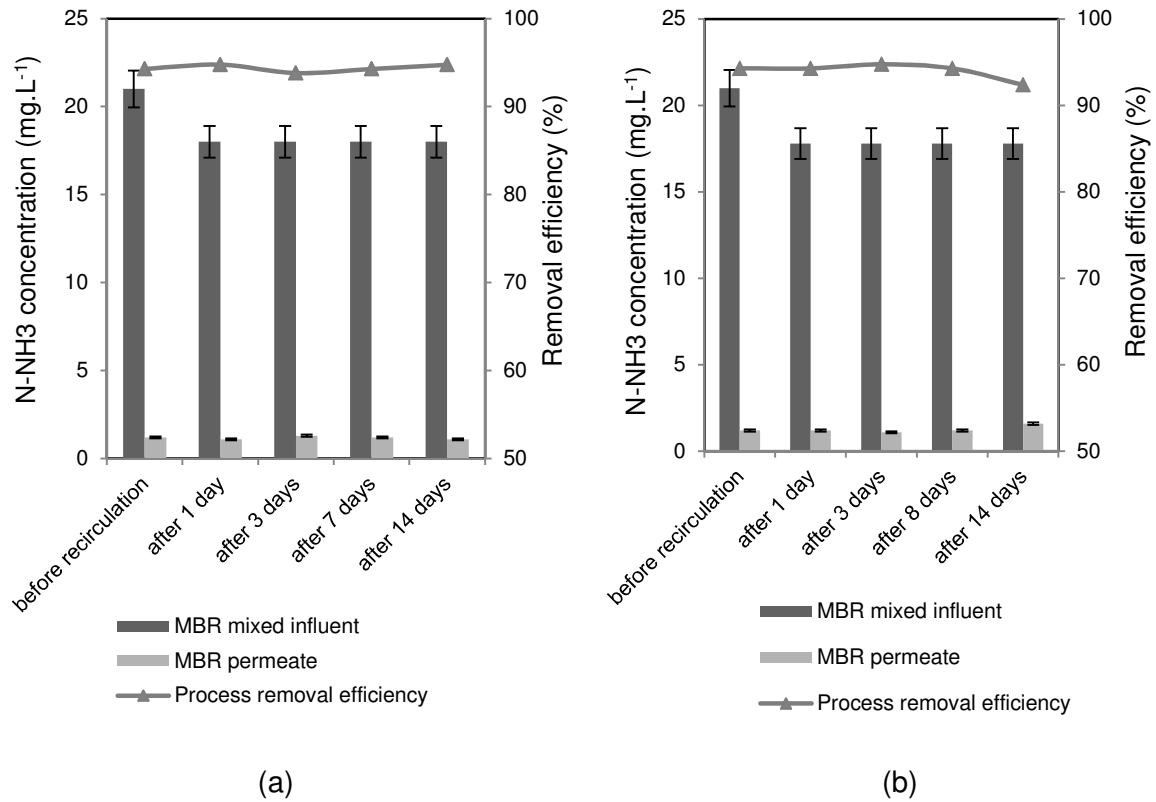 N-NH3 concentration (mg.L-1)
25
20
15
10
5
0
100
90
80
70
60
50
Removal efficiency (%)
before recirculation
after 1 day
after 3 days
after 7 days
after 14 days
MBR mixed influent
MBR permeate
Process removal efficiency
(a)
N-NH3 concentration (mg.L-1)
25
20
15
10
5
0
100
90
80
70
60
50
Removal efficiency (%)
before recirculation
after 1 day
after 3 days
after 8 days
after 14 days
MBR mixed influent
MBR permeate
Process removal efficiency
(b)